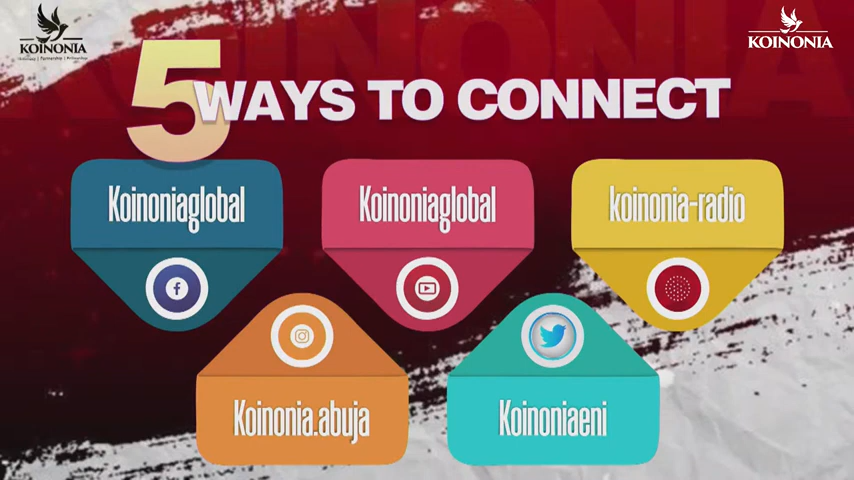 KOINONIA
KOINONIA
5 WAYS TO CONNECT
Koinoniaglobal
Koinoniaglobal
koinonia-radio
Koinonia.abuja
Koinoniaeni